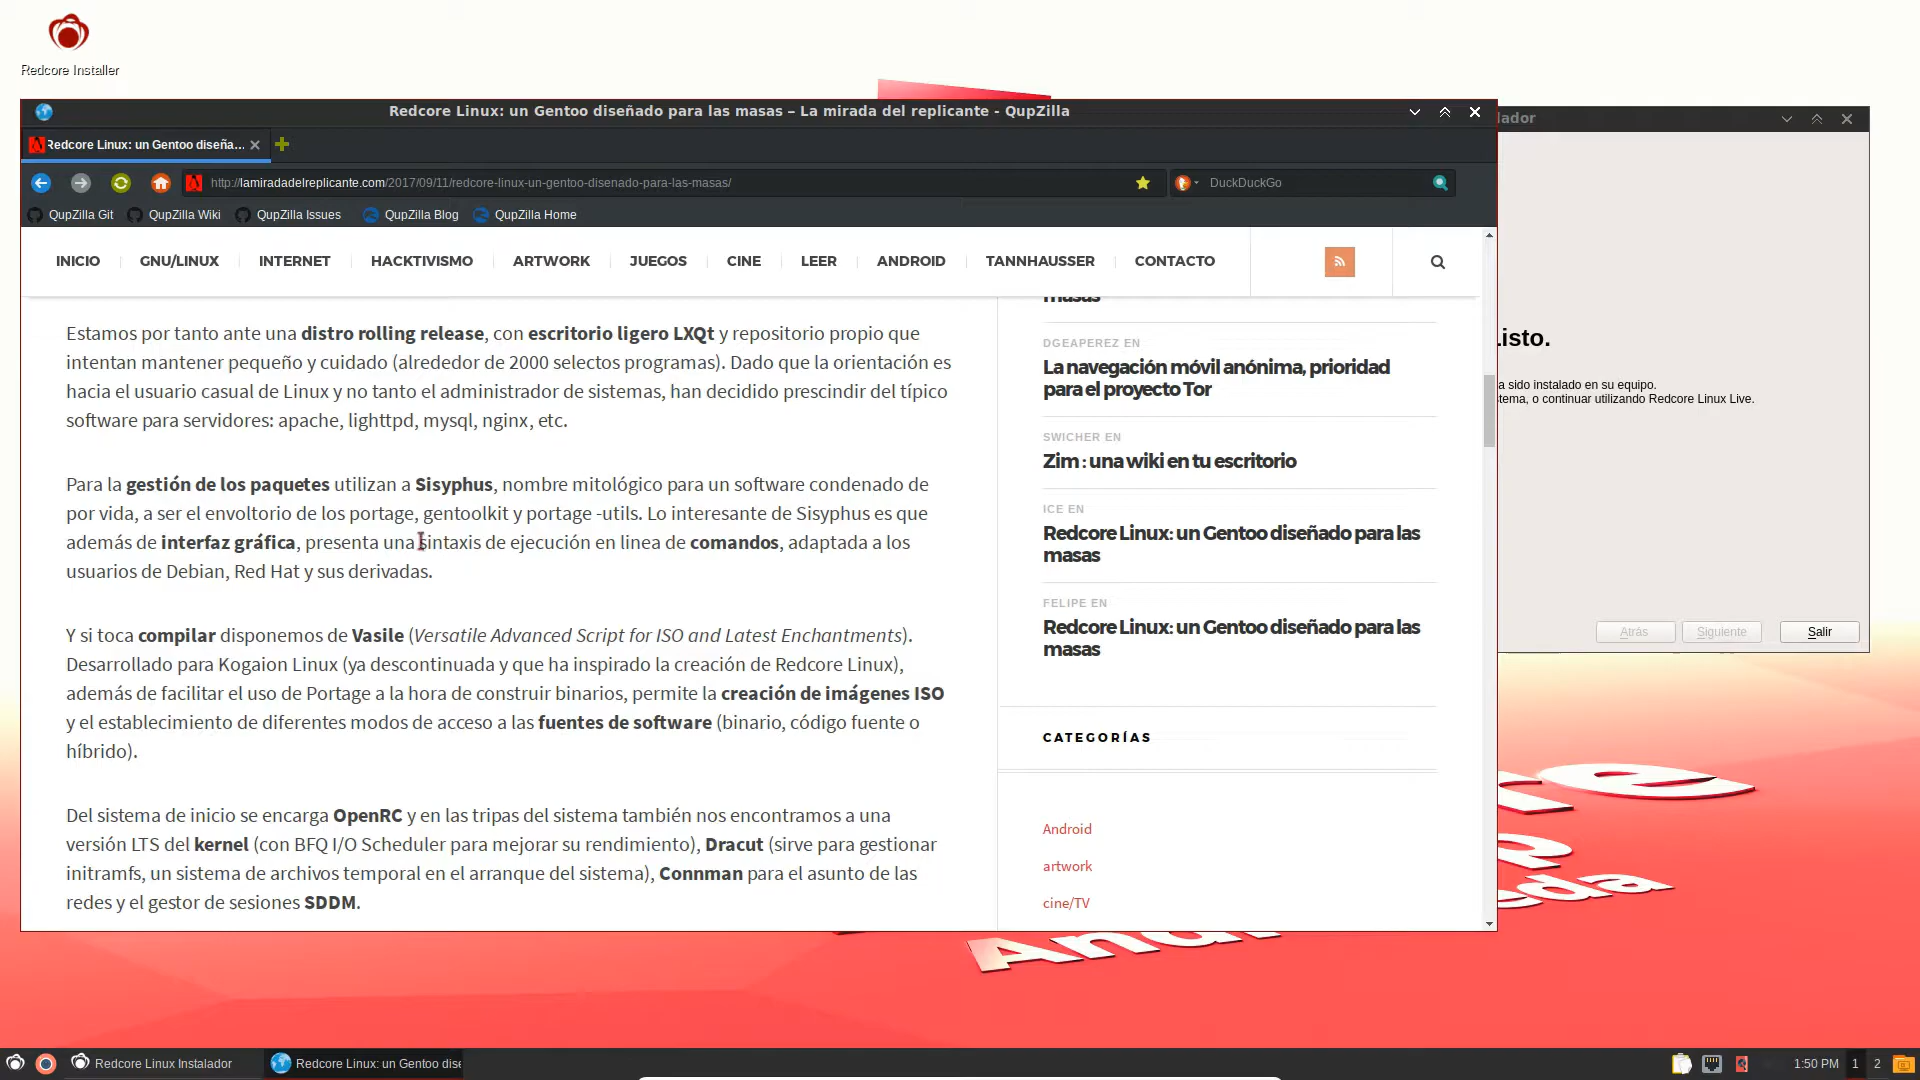 Redcore Installer
Redcore Linux: un Gentoo diseñado para las masas – La mirada del replicante - QupZilla
Redcore Linux: un Gentoo diseña...
http://lamiradadelreplicante.com/2017/09/11/redcore-linux-un-gentoo-disenado-para-las-masas/
DuckDuckGo
QupZilla Git
QupZilla Wiki
QupZilla Issues
QupZilla Blog
QupZilla Home
INICIO
GNU/LINUX
INTERNET
HACKTIVISMO
ARTWORK
JUEGOS
CINE
LEER
ANDROID
TANNHAUSSER
CONTACTO
Estamos por tanto ante una distro rolling release, con escritorio ligero LXQt y repositorio propio que
intentan mantener pequeño y cuidado (alrededor de 2000 selectos programas). Dado que la orientación es
hacia el usuario casual de Linux y no tanto el administrador de sistemas, han decidido prescindir del típico
software para servidores: apache, lighttpd, mysql, nginx, etc.
Para la gestión de los paquetes utilizan a Sisyphus, nombre mitológico para un software condenado de
por vida, a ser el envoltorio de los portage, gentoolkit y portage -utils. Lo interesante de Sisyphus es que
además de interfaz gráfica, presenta una sintaxis de ejecución en linea de comandos, adaptada a los
usuarios de Debian, Red Hat y sus derivadas.
Y si toca compilar disponemos de Vasile (Versatile Advanced Script for ISO and Latest Enchantments).
Desarrollado para Kogaion Linux (ya descontinuada y que ha inspirado la creación de Redcore Linux),
además de facilitar el uso de Portage a la hora de construir binarios, permite la creación de imágenes ISO
y el establecimiento de diferentes modos de acceso a las fuentes de software (binario, código fuente o
híbrido).
Del sistema de inicio se encarga OpenRC y en las tripas del sistema también nos encontramos a una
versión LTS del kernel (con BFQ I/O Scheduler para mejorar su rendimiento), Dracut (sirve para gestionar
initramfs, un sistema de archivos temporal en el arranque del sistema), Connman para el asunto de las
redes y el gestor de sesiones SDDM.
masas
DGEAPEREZ EN
La navegación móvil anónima, prioridad
para el proyecto Tor
SWICHER EN
Zim : una wiki en tu escritorio
ICE EN
Redcore Linux: un Gentoo diseñado para las
masas
FELIPE EN
Redcore Linux: un Gentoo diseñado para las
masas
CATEGORÍAS
Android
artwork
cine/TV
lador
Listo.
a sido instalado en su equipo.
tema, o continuar utilizando Redcore Linux Live.
Atrás
Siguiente
Salir
Redcore Linux Instalador
Redcore Linux: un Gentoo dise
1:50 PM
1
2